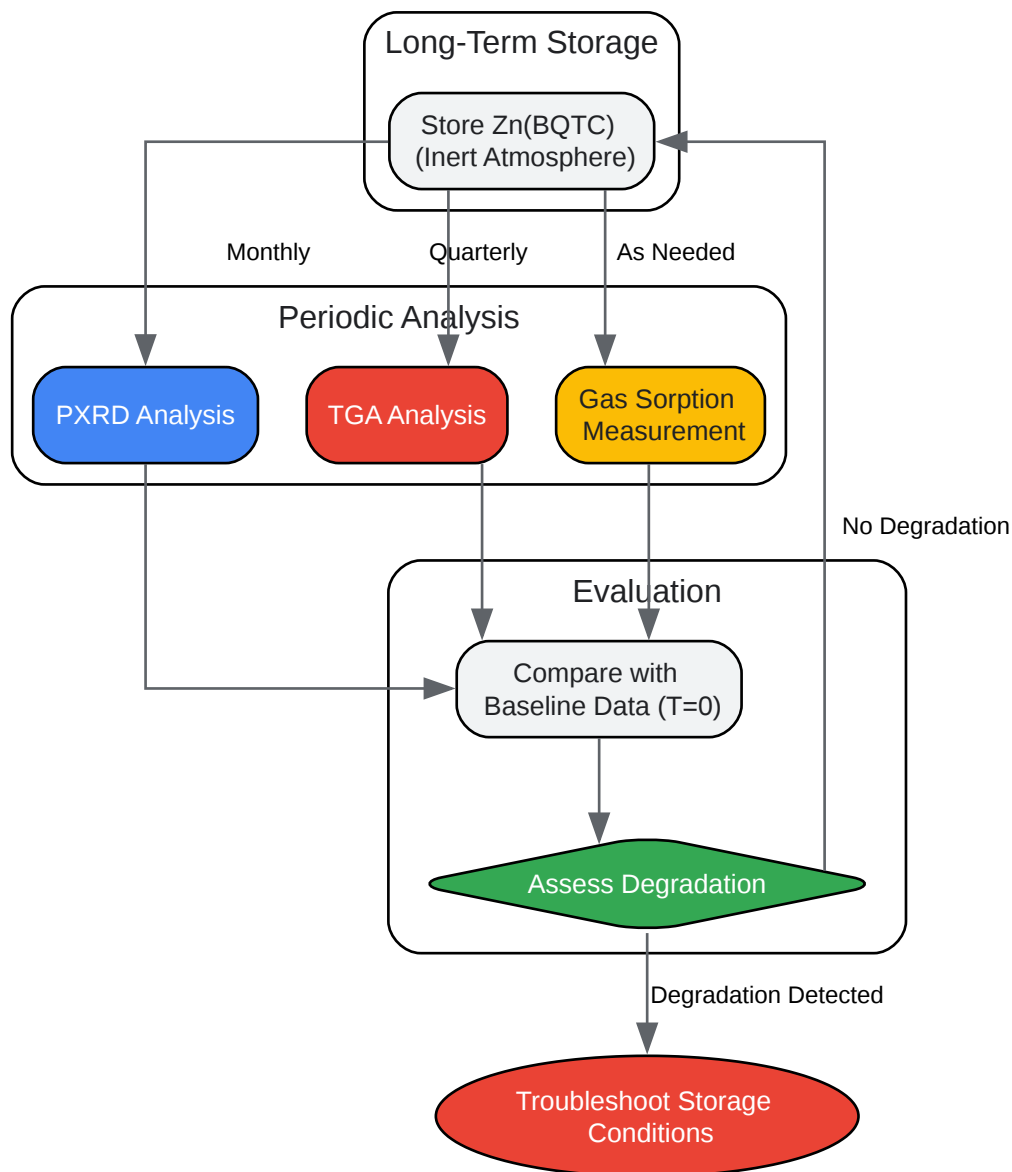 Long-Term Storage
Store Zn(BQTC)
(Inert Atmosphere)
Monthly
Quarterly
As Needed
Periodic Analysis
PXRD Analysis
TGA Analysis
Gas Sorption
Measurement
No Degradation
Evaluation
Compare with
Baseline Data (T=0)
Assess Degradation
Degradation Detected
Troubleshoot Storage
Conditions